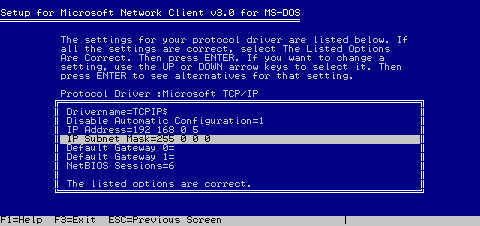 Setup for Microsoft Network Client v3.0 for MS-DOS
The settings for your protocol driver are listed below. If
all the settings are correct, select The Listed Options
Are Correct. Then press ENTER. If you want to change a
setting, use the UP or DOWN arrow keys to select it. Then
press ENTER to see alternatives for that setting.
Protocol Driver :Microsoft TCP/IP
Drivername=TCPIP$
Disable Automatic Configuration=1
IP Address=192 168 0 5
IP Subnet Mask=255 0 0 0
Default Gateway 0=
Default Gateway 1=
NetBIOS Sessions=6
The listed options are correct.
F1=Help F3=Exit ESC=Previous Screen